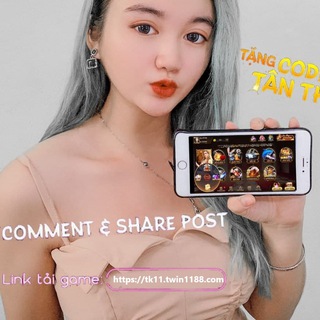 TẶNG CODE
TÂN TH
COMMENT & SHARE POST
Link tải game:
https://tk11.twin1188.com